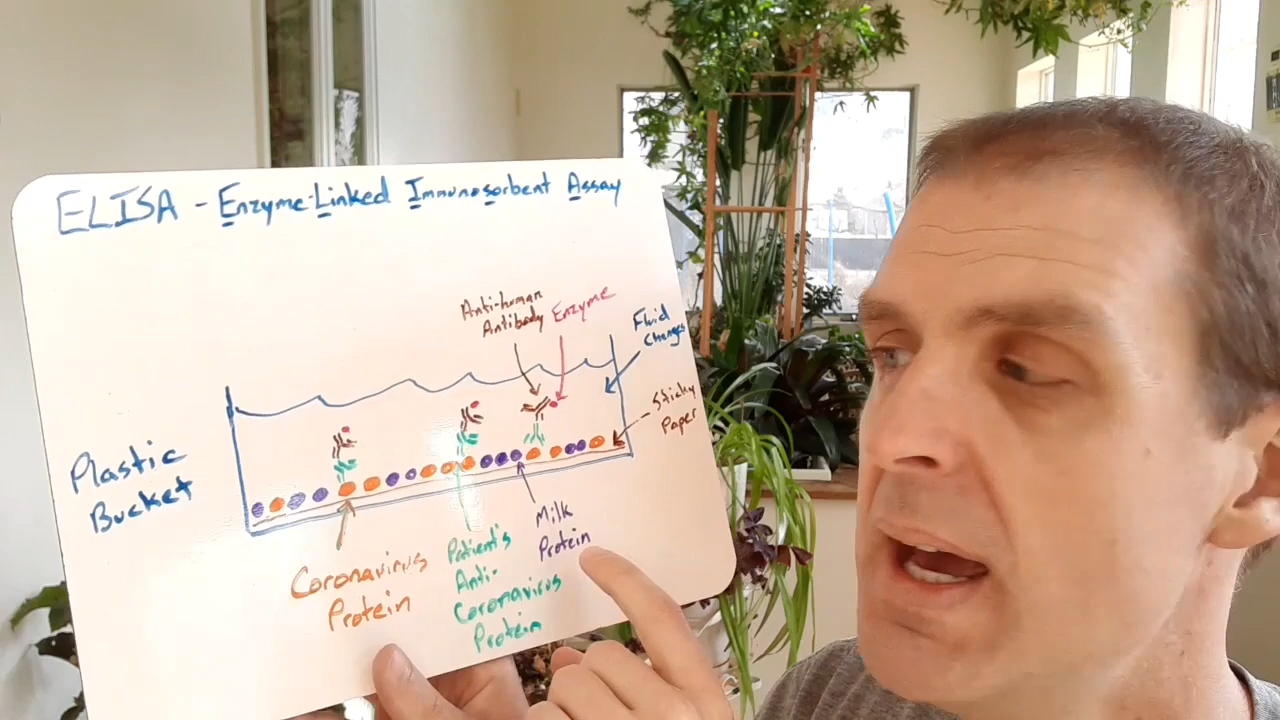 ELISA - Enzyme-Linked Immunosorbent Assay
Anti-human
Antibody
Enzyme
Fluid
Changes
Sticky
Paper
Plastic
Bucket
Milk
Protein
Coronavirus
Protein
Patient's
Anti-
Coronavirus
Protein